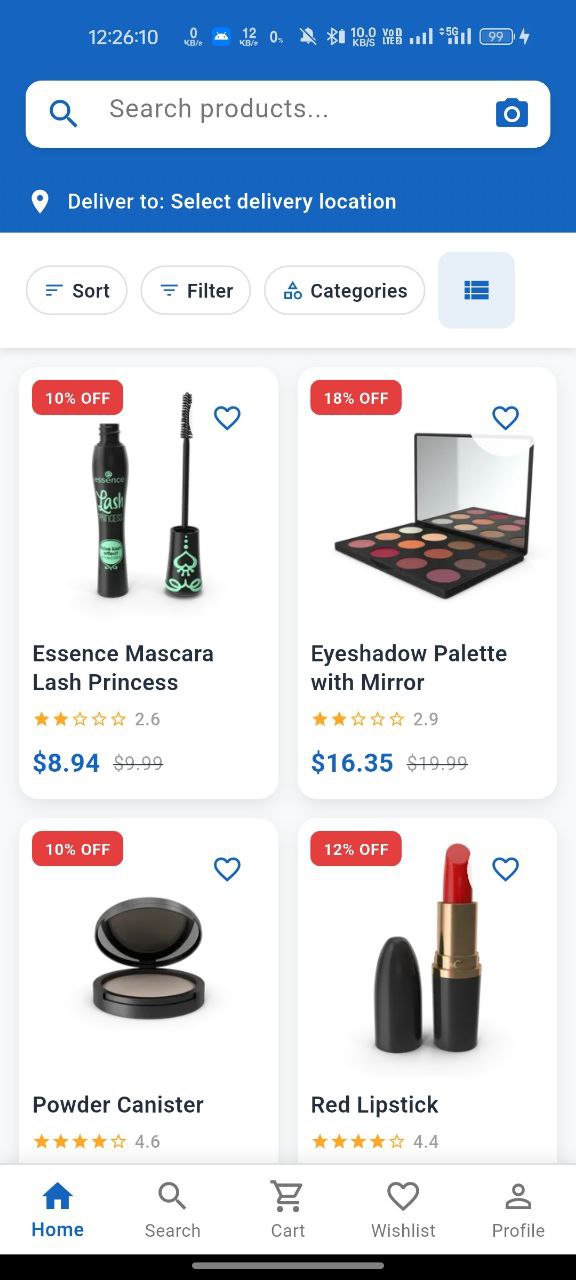 12:26:10 0 KB/s 12 KB/s 0% 10.0 KB/S VoD LTE 5G 99
Search products...
Deliver to: Select delivery location
Sort Filter Categories
10% OFF 18% OFF
essence
Lash
PRINCESS
Essence Mascara
Lash Princess
2.6
$8.94 $9.99
Eyeshadow Palette
with Mirror
2.9
$16.35 $19.99
10% OFF 12% OFF
Powder Canister
4.6
Red Lipstick
4.4
Home Search Cart Wishlist Profile